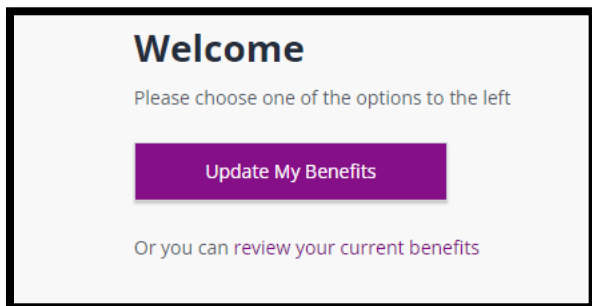 Welcome
Please choose one of the options to the left
Update My Benefits
Or you can review your current benefits